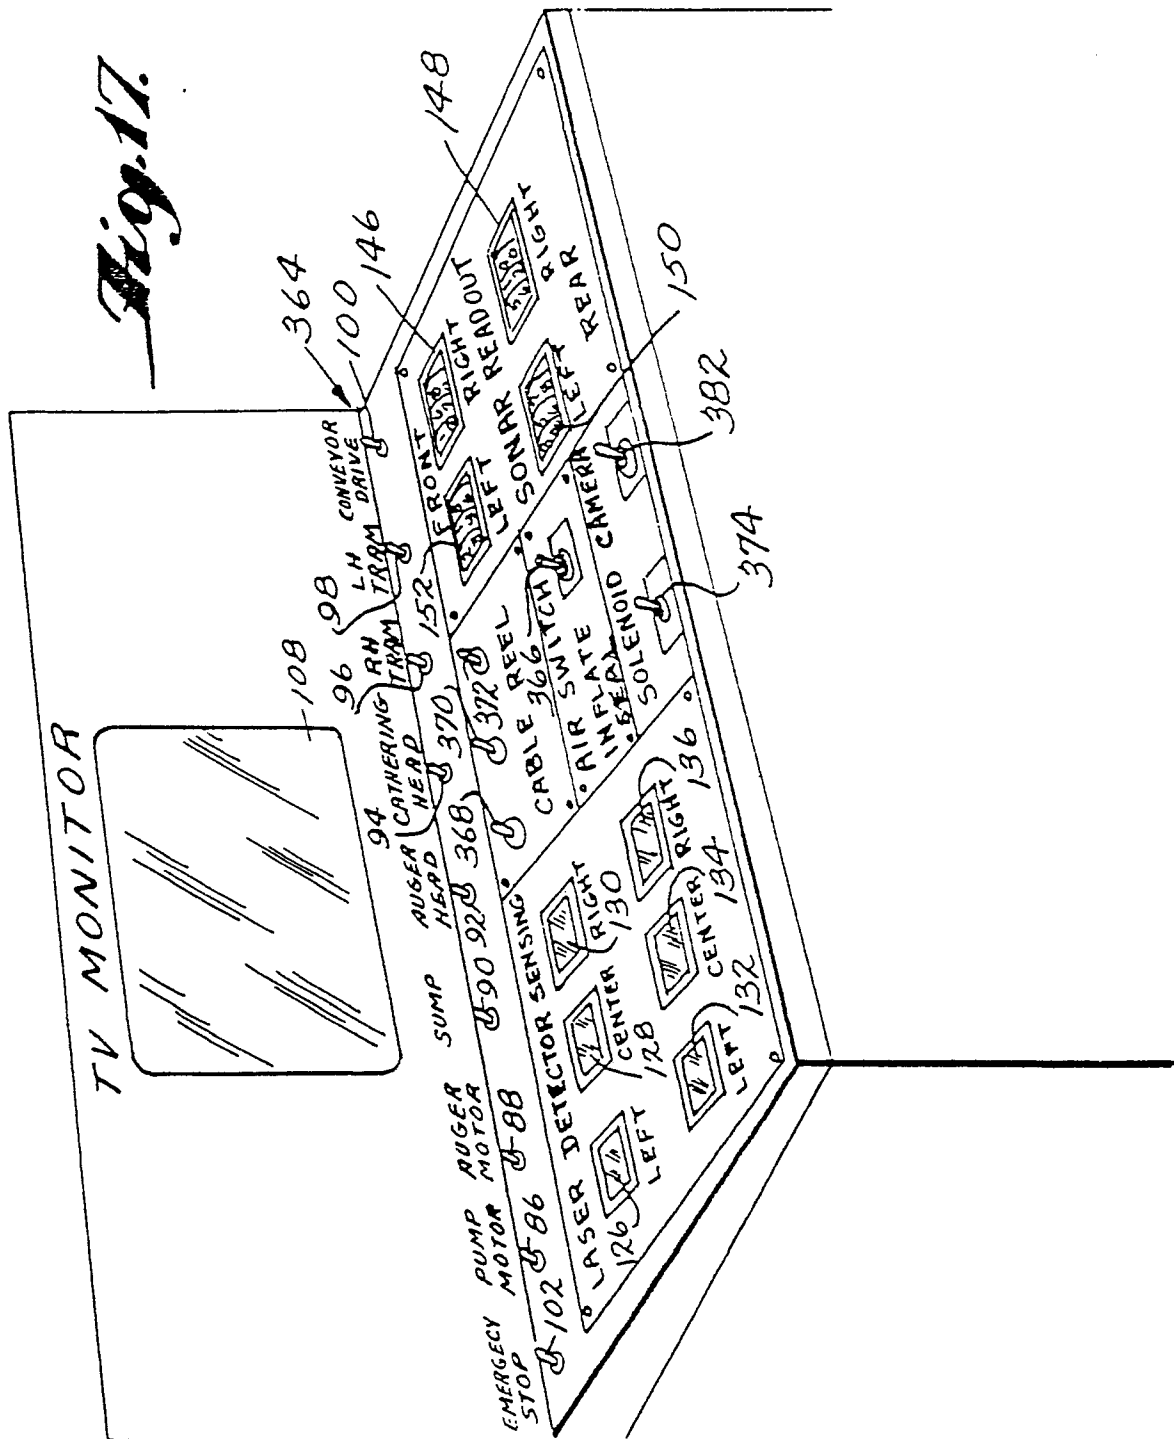 Fig. 17.
TV MONITOR
108
364
EMERGECY
STOP
PUMP
MOTOR
AUGER
MOTOR
SUMP
AUGER
HEAD
GATHERING
HEAD
RH
TRAM
LH
TRAM
CONVEYOR
DRIVE
102
86
88
90
92
94
96
98
100
LASER DETECTOR SENSING
LEFT
CENTER
RIGHT
126
128
130
LEFT
CENTER
RIGHT
132
134
136
368
370
372
CABLE REEL
366
AIR SWITCH
INFLATE
SEAL
SOLENOID CAMERA
374
382
FRONT
LEFT
RIGHT
152
146
SONAR READOUT
LEFT
RIGHT
REAR
148
150